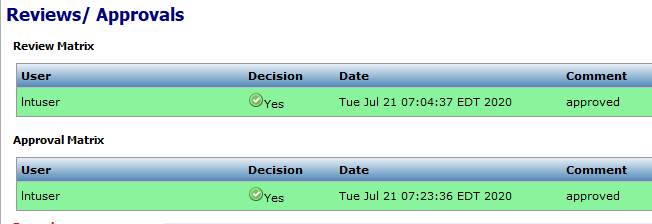 Reviews/ Approvals
Review Matrix
User Decision Date Comment
Intuser Yes Tue Jul 21 07:04:37 EDT 2020 approved
Approval Matrix
User Decision Date Comment
Intuser Yes Tue Jul 21 07:23:36 EDT 2020 approved